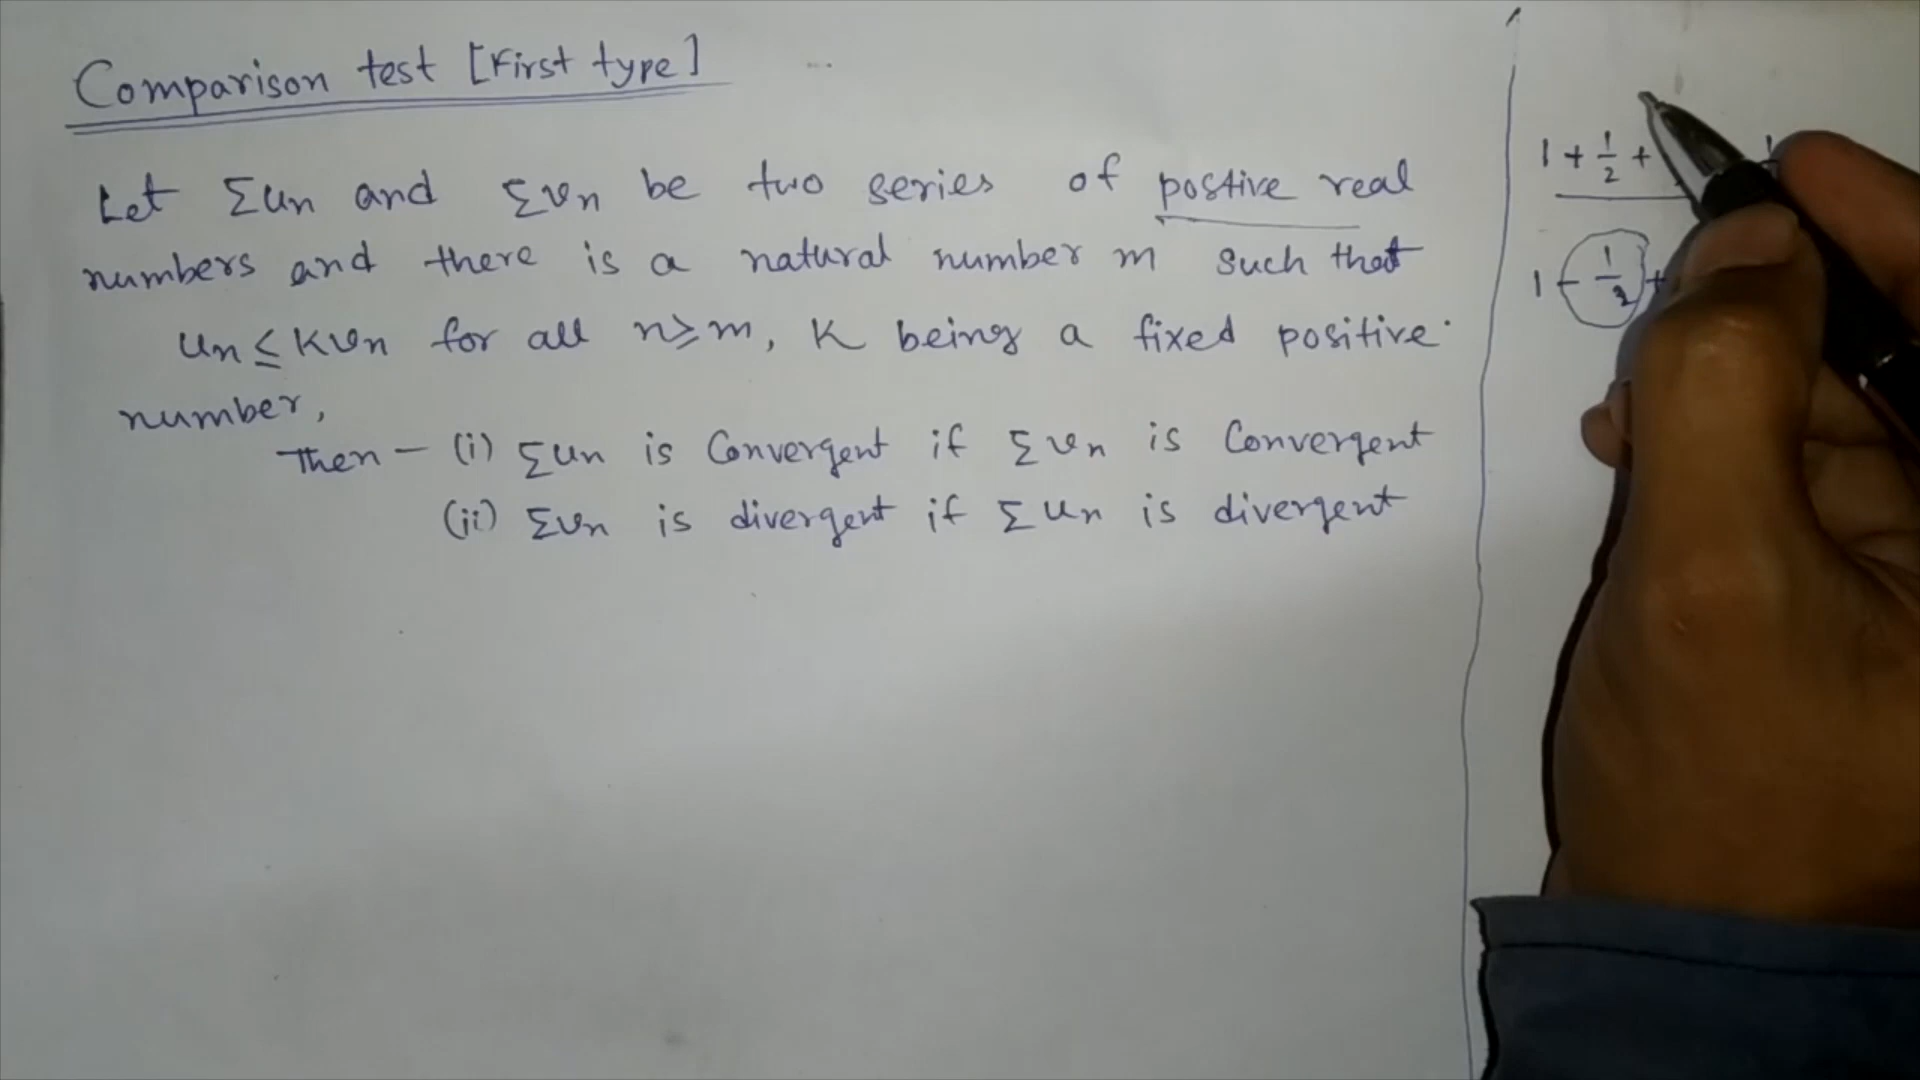 Comparison test [First type]
Let Σun and Σvn be two series of postive real
numbers and there is a natural number m such that
un ≤ Kvn for all n≥m, K being a fixed positive
number,
Then — (i) Σun is Convergent if Σvn is Convergent
(ii) Σvn is divergent if Σun is divergent
1 + 1/2 +
1 - 1/2 +